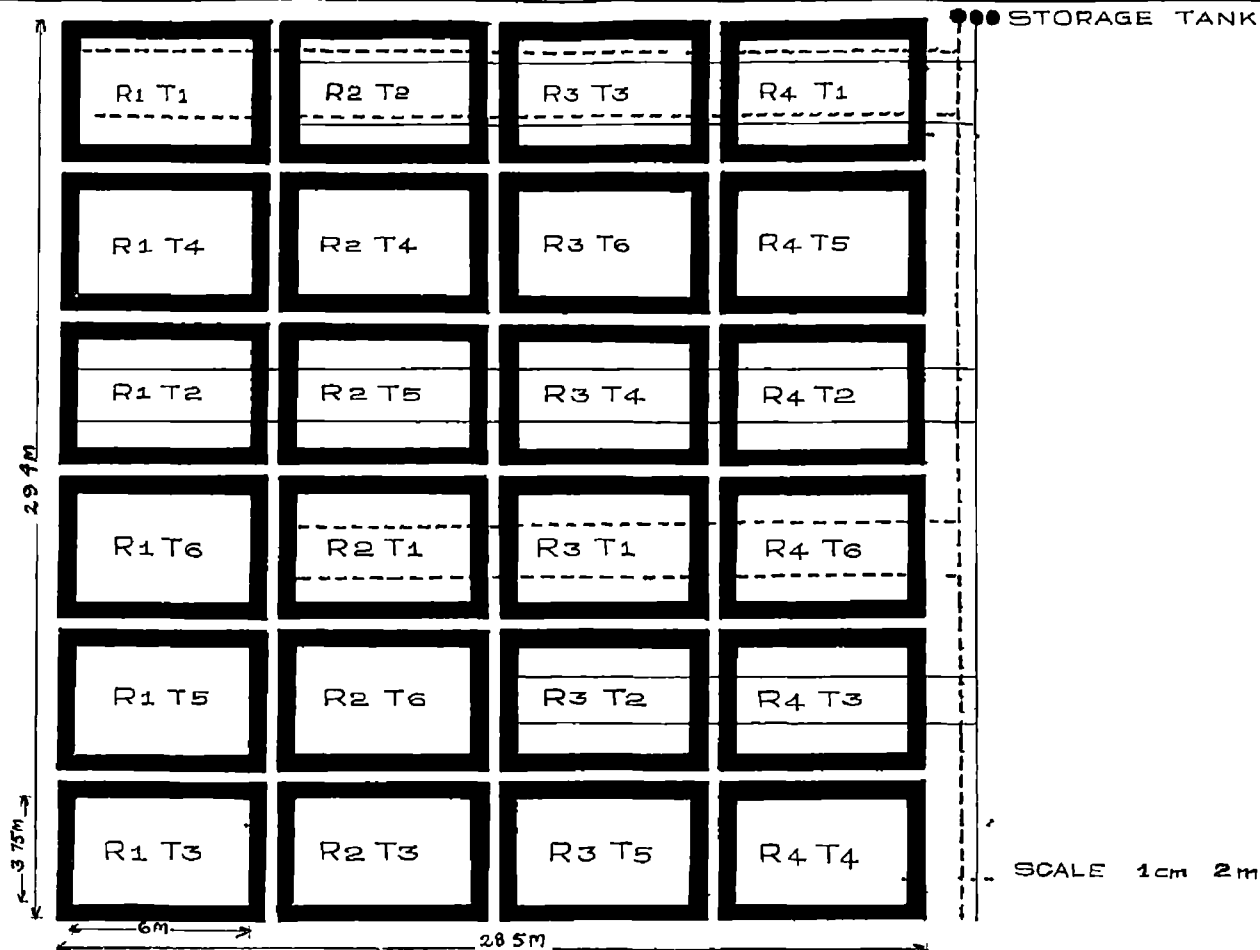 STORAGE TANK
R1 T1 R2 T2 R3 T3 R4 T1
R1 T4 R2 T4 R3 T6 R4 T5
R1 T2 R2 T5 R3 T4 R4 T2
29 4M
R1 T6 R2 T1 R3 T1 R4 T6
R1 T5 R2 T6 R3 T2 R4 T3
3 75M
R1 T3 R2 T3 R3 T5 R4 T4
SCALE 1cm 2m
6M
28 5M